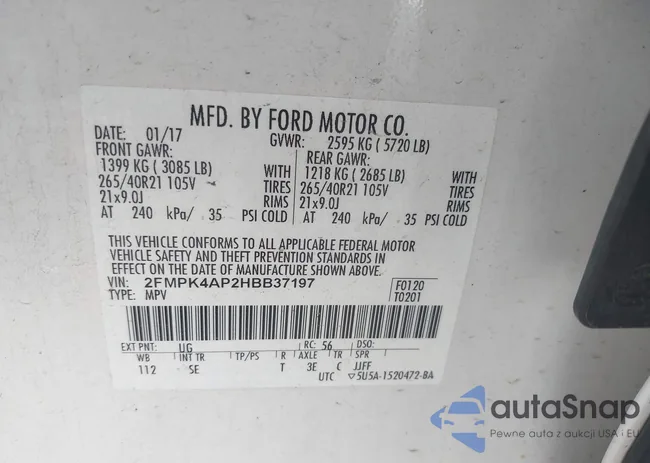 MFD. BY FORD MOTOR CO.
DATE: 01/17 GVWR: 2595 KG ( 5720 LB)
FRONT GAWR: REAR GAWR:
1399 KG ( 3085 LB) WITH 1218 KG ( 2685 LB) WITH
265/40R21 105V TIRES 265/40R21 105V TIRES
21x9.0J RIMS 21x9.0J RIMS
AT 240 kPa/ 35 PSI COLD AT 240 kPa/ 35 PSI COLD
THIS VEHICLE CONFORMS TO ALL APPLICABLE FEDERAL MOTOR
VEHICLE SAFETY AND THEFT PREVENTION STANDARDS IN
EFFECT ON THE DATE OF MANUFACTURE SHOWN ABOVE.
VIN: 2FMPK4AP2HBB37197 F0120
TYPE: MPV T0201
EXT PNT: UG RC: 56 DSO:
WB INT TR TP/PS R AXLE TR SPR
112 SE T 3E C JJFF
UTC ▽5U5A-1520472-BA
autaSnap
Pewne auta z aukcji USA i EU